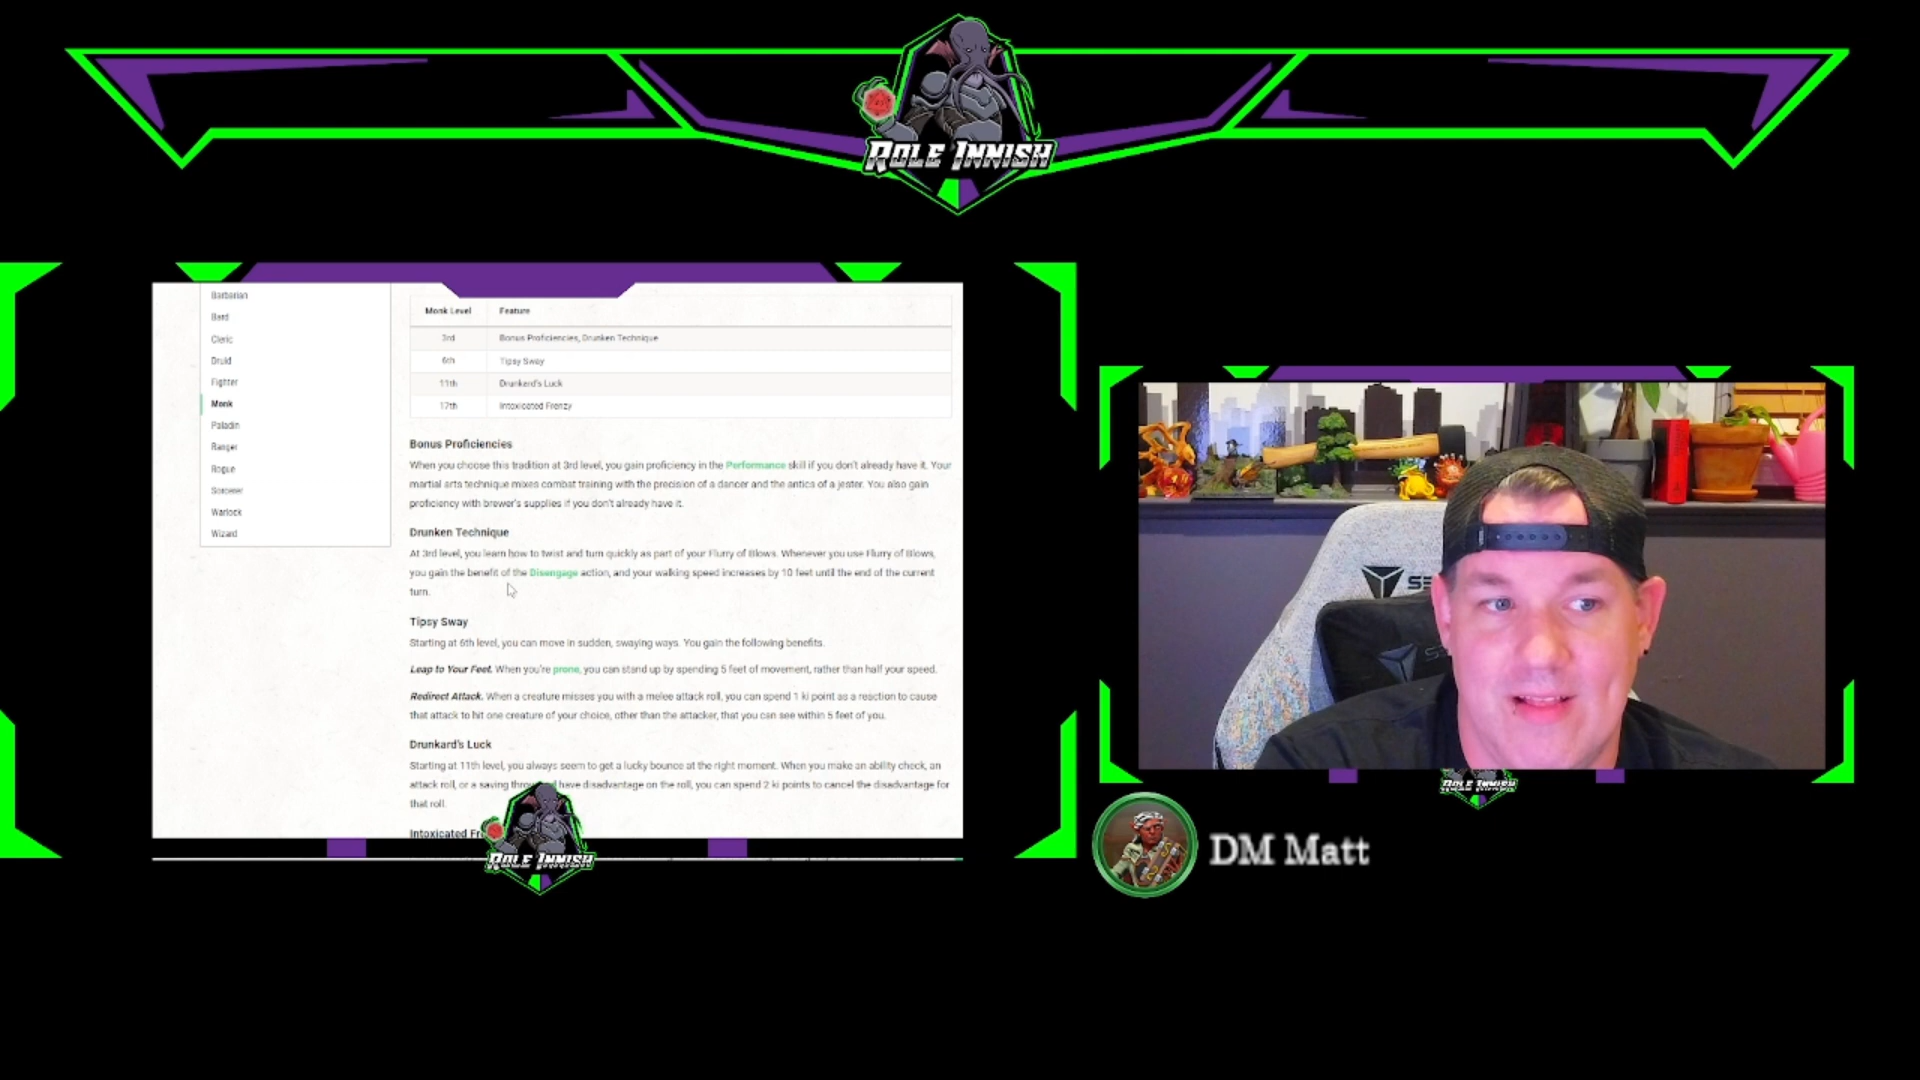 ROLE INNISH
Barbarian
Bard
Cleric
Druid
Fighter
Monk
Paladin
Ranger
Rogue
Sorcerer
Warlock
Wizard
Monk Level Feature
3rd Bonus Proficiencies, Drunken Technique
6th Tipsy Sway
11th Drunkard's Luck
17th Intoxicated Frenzy
Bonus Proficiencies
When you choose this tradition at 3rd level, you gain proficiency in the Performance skill if you don't already have it. Your
martial arts technique mixes combat training with the precision of a dancer and the antics of a jester. You also gain
proficiency with brewer's supplies if you don't already have it.
Drunken Technique
At 3rd level, you learn how to twist and turn quickly as part of your Flurry of Blows. Whenever you use Flurry of Blows,
you gain the benefit of the Disengage action, and your walking speed increases by 10 feet until the end of the current
turn.
Tipsy Sway
Starting at 6th level, you can move in sudden, swaying ways. You gain the following benefits.
Leap to Your Feet. When you're prone, you can stand up by spending 5 feet of movement, rather than half your speed.
Redirect Attack. When a creature misses you with a melee attack roll, you can spend 1 ki point as a reaction to cause
that attack to hit one creature of your choice, other than the attacker, that you can see within 5 feet of you.
Drunkard's Luck
Starting at 11th level, you always seem to get a lucky bounce at the right moment. When you make an ability check, an
attack roll, or a saving have disadvantage on the roll, you can spend 2 ki points to cancel the disadvantage for
that roll.
Intoxicated
ROLE INNISH
ROLE INNISH
DM Matt